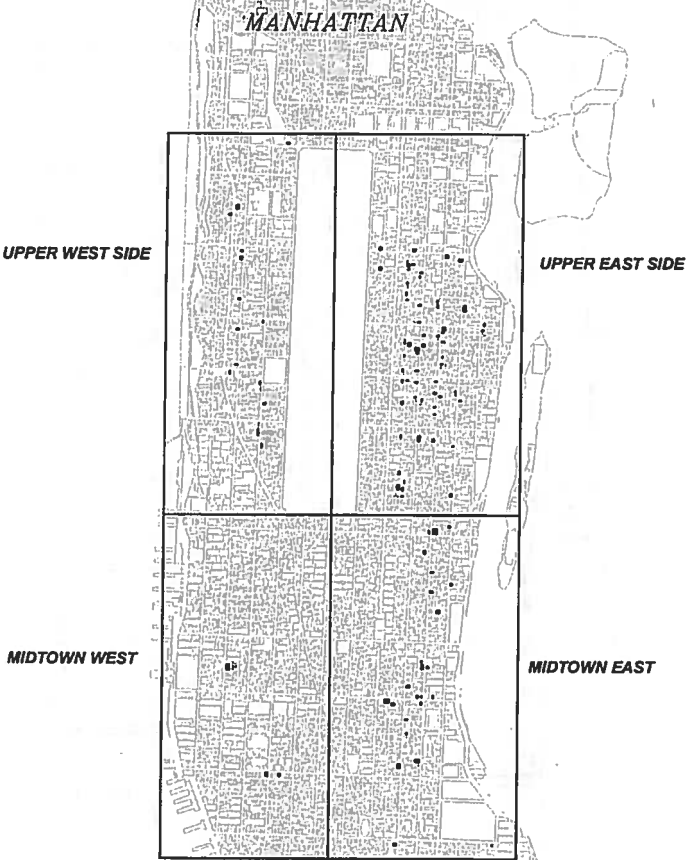 MANHATTAN
UPPER WEST SIDE
UPPER EAST SIDE
MIDTOWN WEST
MIDTOWN EAST